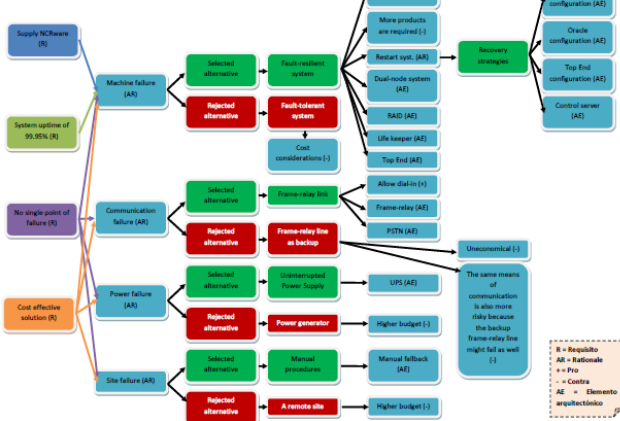 configuration (AE)
Supply NCRware
(R)
More products
are required (-)
Oracle
configuration (AE)
Selected
alternative
Fault-resilient
system
Restart syst. (AR)
Recovery
strategies
Machine failure
(AR)
Dual-node system
(AE)
Top End
configuration (AE)
Rejected
alternative
Fault-tolerant
system
RAID (AE)
Control server
(AE)
System uptime of
99.95% (R)
Life keeper (AE)
Cost
considerations (-)
Top End (AE)
Selected
alternative
Frame-relay link
Allow dial-in (+)
No single point of
failure (R)
Communication
failure (AR)
Frame-relay (AE)
Rejected
alternative
Frame-relay line
as backup
PSTN (AE)
Uneconomical (-)
Selected
alternative
Uninterrupted
Power Supply
UPS (AE)
The same means
of
communication
is also more
risky because
the backup
frame-relay line
might fail as well
(-)
Power failure
(AR)
Cost effective
solution (R)
Rejected
alternative
Power generator
Higher budget (-)
Selected
alternative
Manual
procedures
Manual fallback
(AE)
Site failure (AR)
Rejected
alternative
A remote site
Higher budget (-)
R = Requisito
AR = Rationale
+ = Pro
- = Contra
AE = Elemento
arquitectónico